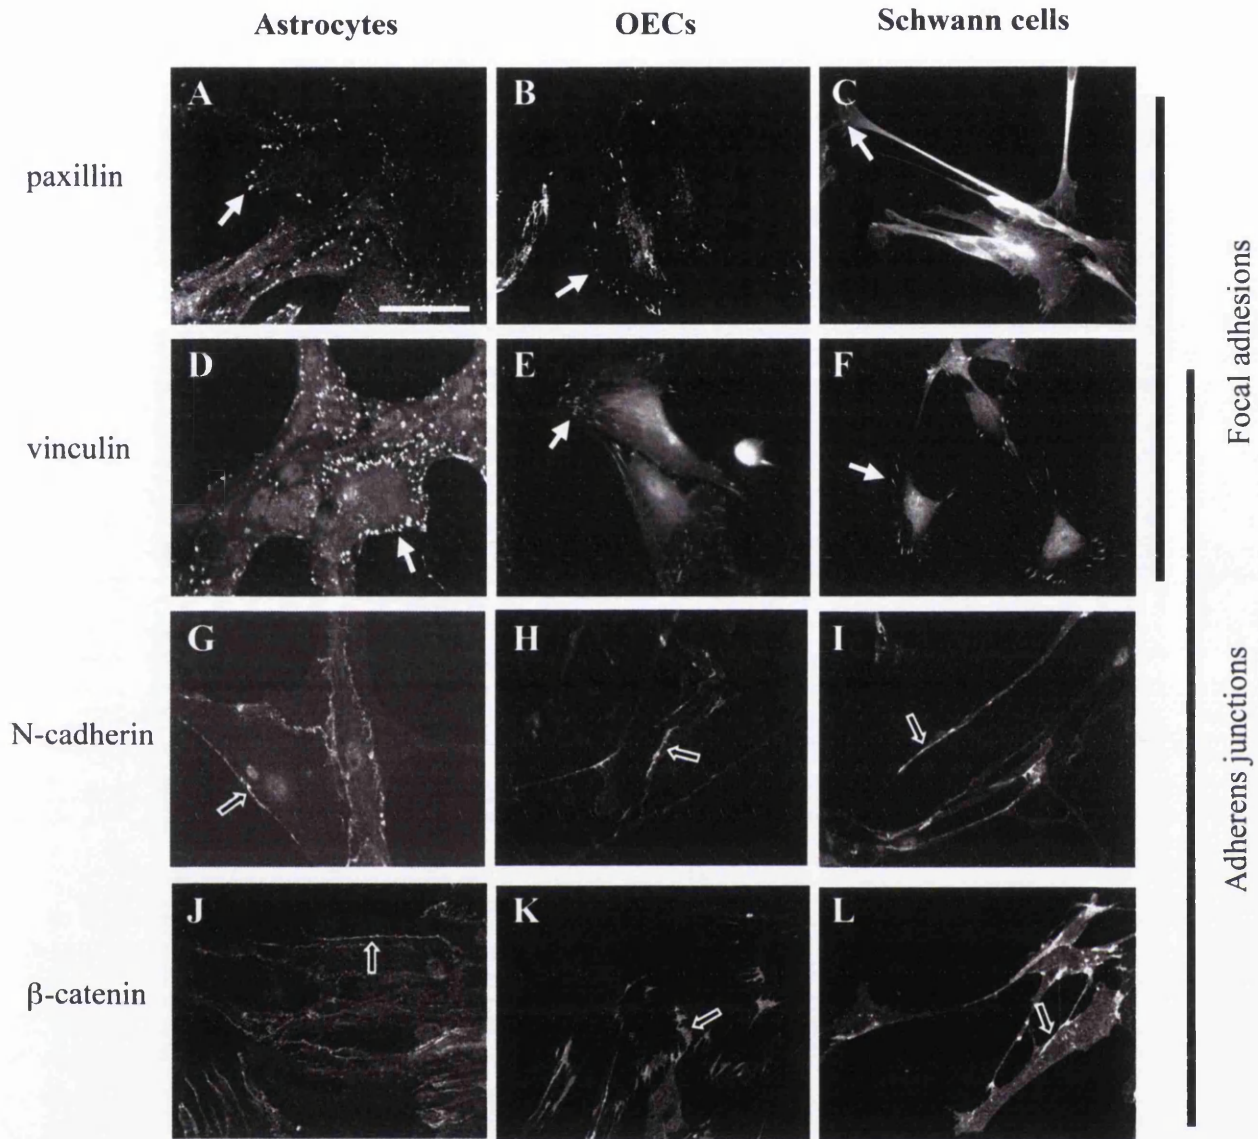 Astrocytes OECs Schwann cells
paxillin A B C
vinculin D E F
N-cadherin G H I
β-catenin J K L
Focal adhesions
Adherens junctions